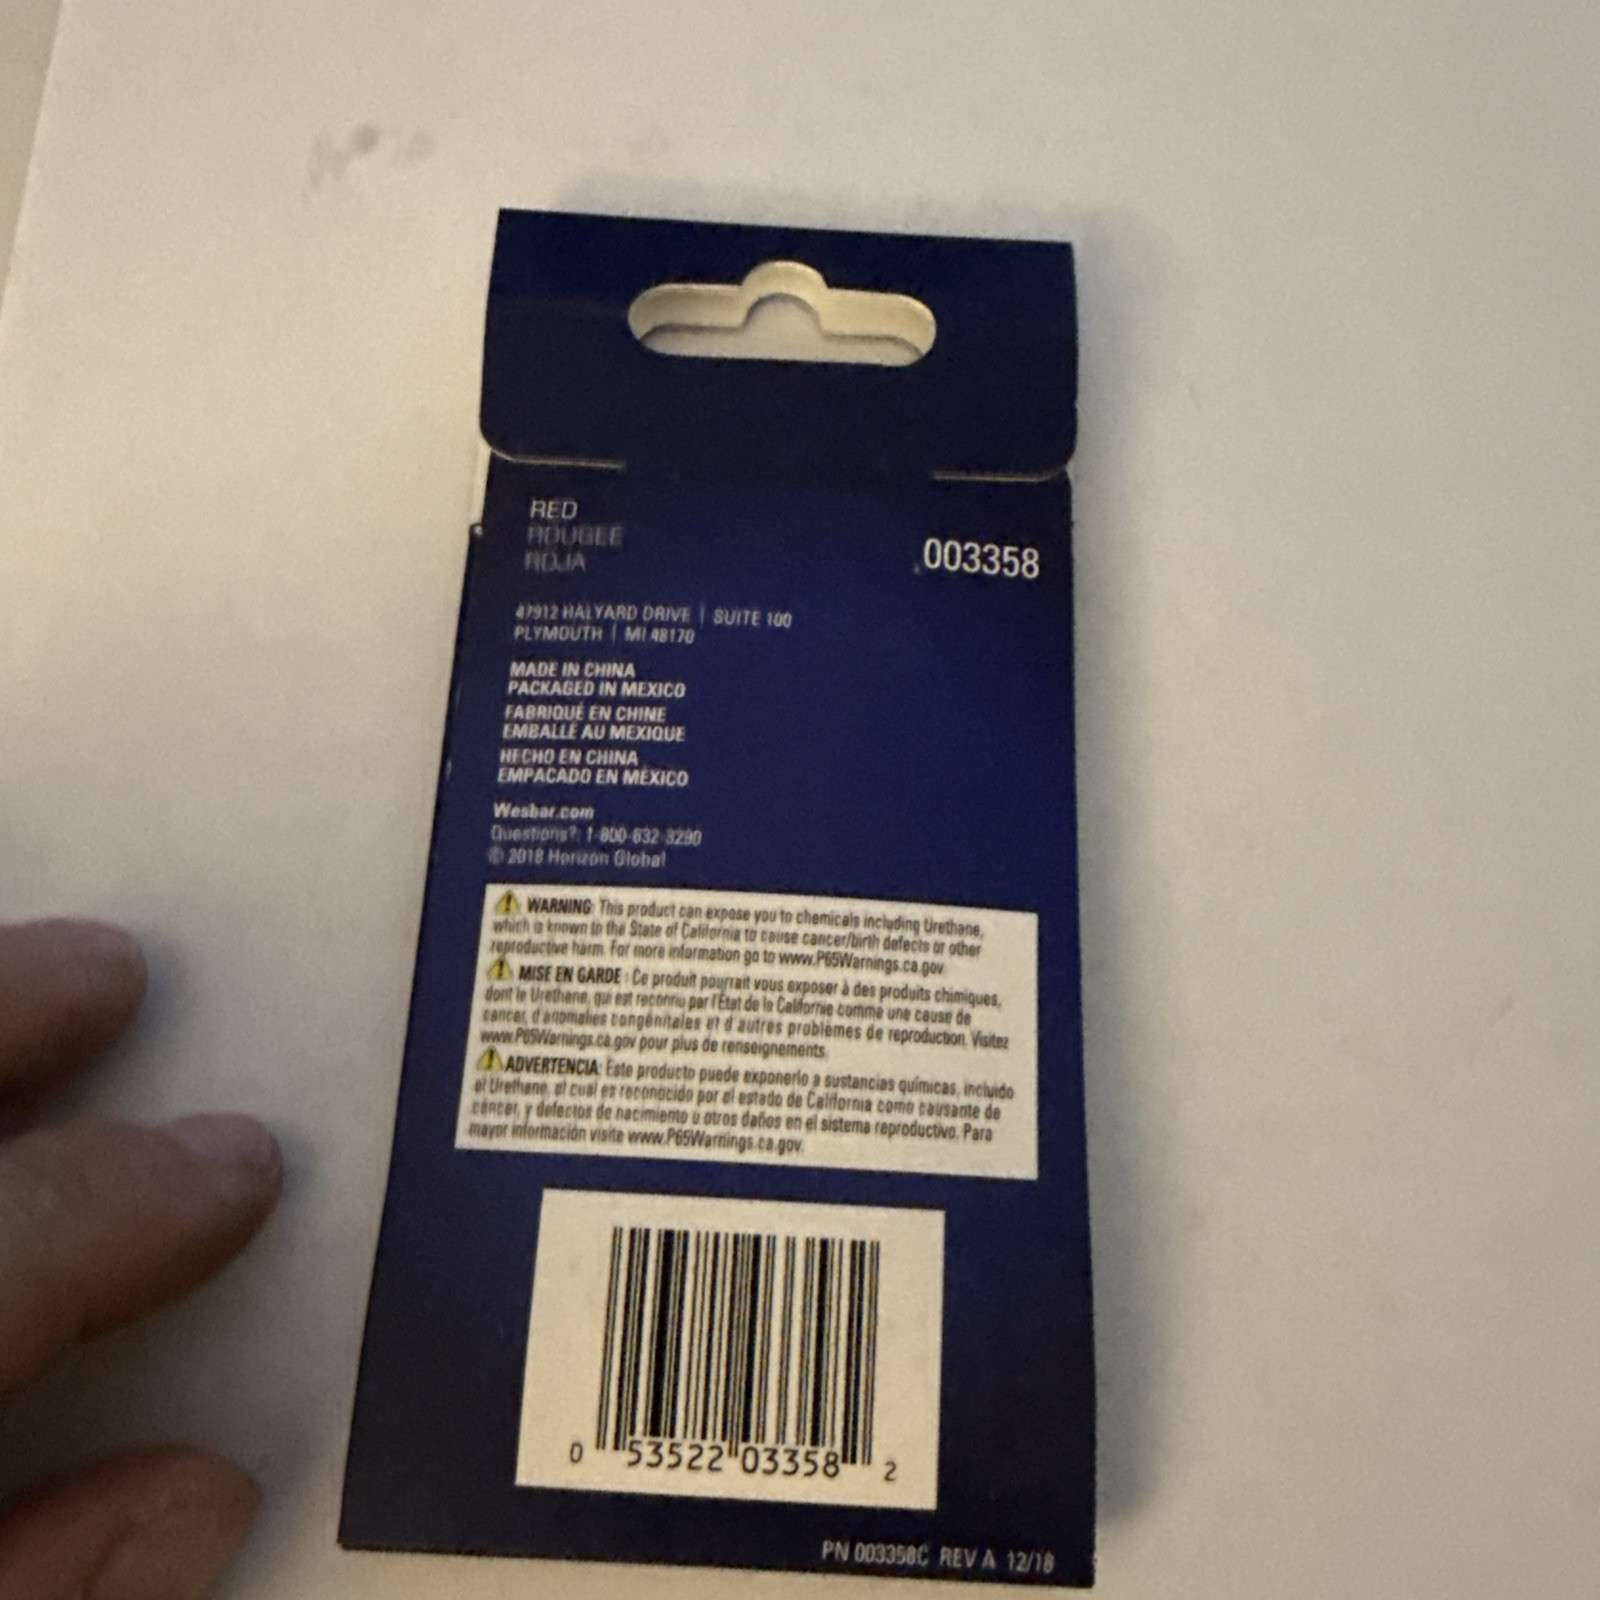 RED
ROUGEE
ROJA
003358
47912 HALYARD DRIVE | SUITE 100
PLYMOUTH | MI 48170
MADE IN CHINA
PACKAGED IN MEXICO
FABRIQUÉ EN CHINE
EMBALLÉ AU MEXIQUE
HECHO EN CHINA
EMPACADO EN MÉXICO
Wesbar.com
Questions?: 1-800-632-3290
© 2018 Horizon Global
WARNING: This product can expose you to chemicals including Urethane,
which is known to the State of California to cause cancer/birth defects or other
reproductive harm. For more information go to www.P65Warnings.ca.gov
MISE EN GARDE : Ce produit pourrait vous exposer à des produits chimiques,
dont le Urethane, qui est reconnu par l'État de la Californie comme une cause de
cancer, d'anomalies congénitales et d'autres problèmes de reproduction. Visitez
www.P65Warnings.ca.gov pour plus de renseignements.
ADVERTENCIA: Este producto puede exponerlo a sustancias químicas, incluido
el Urethane, el cual es reconocido por el estado de California como causante de
cáncer, y defectos de nacimiento u otros daños en el sistema reproductivo. Para
mayor información visite www.P65Warnings.ca.gov.
0 53522 03358 2
PN 003358C REV A 12/18